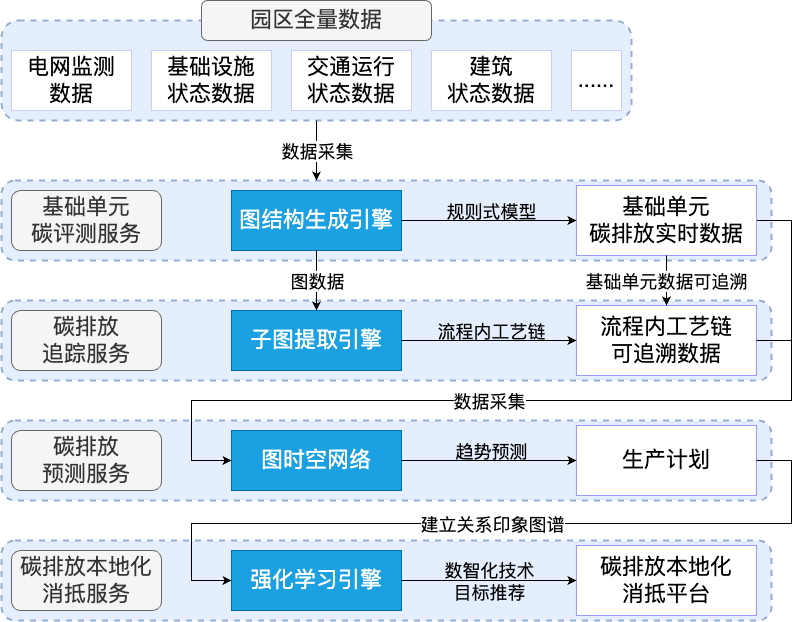 园区全量数据
电网监测
数据
基础设施
状态数据
交通运行
状态数据
建筑
状态数据
......
数据采集
基础单元
碳评测服务
图结构生成引擎
规则式模型
基础单元
碳排放实时数据
图数据
基础单元数据可追溯
碳排放
追踪服务
子图提取引擎
流程内工艺链
流程内工艺链
可追溯数据
数据采集
碳排放
预测服务
图时空网络
趋势预测
生产计划
建立关系印象图谱
碳排放本地化
消抵服务
强化学习引擎
数智化技术
目标推荐
碳排放本地化
消抵平台